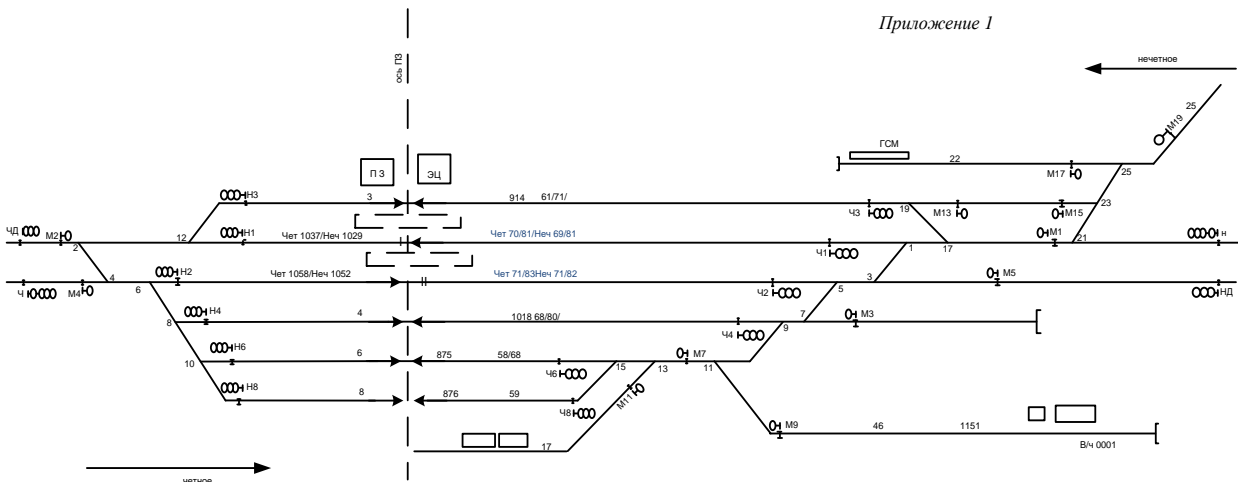 Приложение 1
нечетное
ось ПЗ
25
М19
ГСМ
22
М17
25
П З
ЭЦ
Н3
3
914
61/71/
Ч3
19
М13
М15
23
ЧД
М2
2
12
Н1
Чет 1037/Неч 1029
I
Чет 70/81/Неч 69/81
Ч1
1
17
М1
21
н
Ч
М4
4
6
Н2
Чет 1058/Неч 1052
II
Чет 71/83Неч 71/82
Ч2
5
3
М5
НД
8
Н4
4
1018 68/80/
Ч4
9
7
М3
10
Н6
6
875
58/68
Ч6
15
13
М7
11
Н8
8
876
59
Ч8
М11
17
М9
46
1151
В/ч 0001
четное